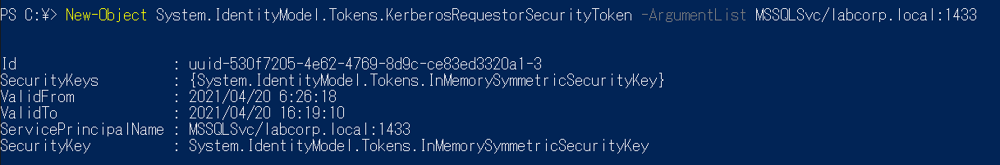 PS C:¥> New-Object System.IdentityModel.Tokens.KerberosRequestorSecurityToken -ArgumentList MSSQLSvc/labcorp.local:1433
Id : uuid-530f7205-4e62-4769-8d9c-ce83ed3320a1-3
SecurityKeys : {System.IdentityModel.Tokens.InMemorySymmetricSecurityKey}
ValidFrom : 2021/04/20 6:26:18
ValidTo : 2021/04/20 16:19:10
ServicePrincipalName : MSSQLSvc/labcorp.local:1433
SecurityKey : System.IdentityModel.Tokens.InMemorySymmetricSecurityKey